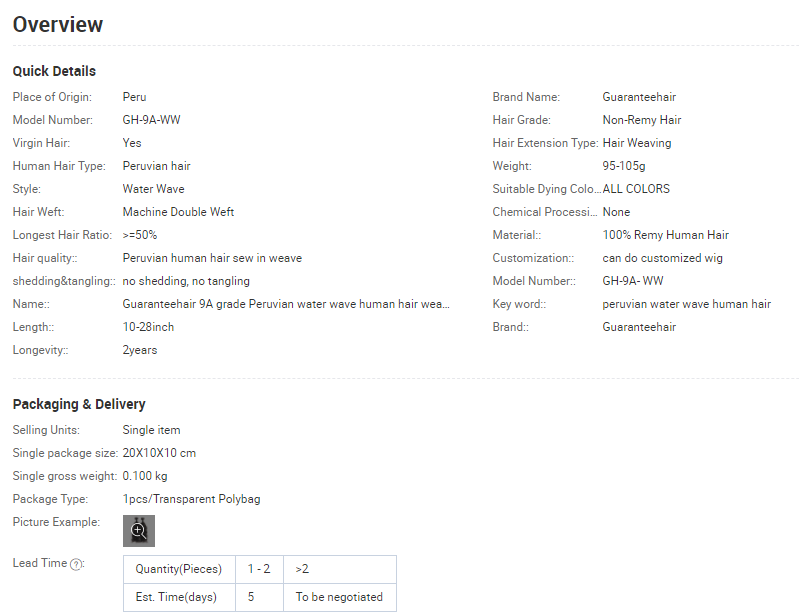 Overview
Quick Details
Place of Origin: Peru Brand Name: Guaranteehair
Model Number: GH-9A-WW Hair Grade: Non-Remy Hair
Virgin Hair: Yes Hair Extension Type: Hair Weaving
Human Hair Type: Peruvian hair Weight: 95-105g
Style: Water Wave Suitable Dying Colo... ALL COLORS
Hair Weft: Machine Double Weft Chemical Processi... None
Longest Hair Ratio: >=50% Material:: 100% Remy Human Hair
Hair quality:: Peruvian human hair sew in weave Customization:: can do customized wig
shedding&tangling:: no shedding, no tangling Model Number:: GH-9A- WW
Name:: Guaranteehair 9A grade Peruvian water wave human hair wea... Key word:: peruvian water wave human hair
Length:: 10-28inch Brand:: Guaranteehair
Longevity:: 2years
Packaging & Delivery
Selling Units: Single item
Single package size: 20X10X10 cm
Single gross weight: 0.100 kg
Package Type: 1pcs/Transparent Polybag
Picture Example:
Lead Time ?: Quantity(Pieces) 1 - 2 >2
Est. Time(days) 5 To be negotiated